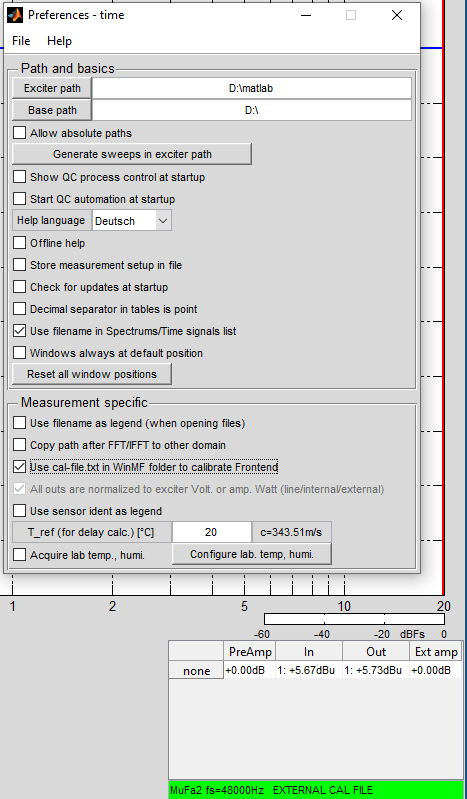 Preferences - time
File Help
Path and basics
Exciter path D:\matlab
Base path D:\
Allow absolute paths
Generate sweeps in exciter path
Show QC process control at startup
Start QC automation at startup
Help language Deutsch
Offline help
Store measurement setup in file
Check for updates at startup
Decimal separator in tables is point
Use filename in Spectrums/Time signals list
Windows always at default position
Reset all window positions
Measurement specific
Use filename as legend (when opening files)
Copy path after FFT/IFFT to other domain
Use cal-file.txt in WinMF folder to calibrate Frontend
All outs are normalized to exciter Volt. or amp. Watt (line/internal/external)
Use sensor ident as legend
T_ref (for delay calc.) [°C] 20 c=343.51m/s
Acquire lab temp., humi. Configure lab. temp, humi.
1 2 5 10 20
-60 -40 -20 dBFs 0
PreAmp In Out Ext amp
none +0.00dB 1: +5.67dBu 1: +5.73dBu +0.00dB
MuFa2 fs=48000Hz EXTERNAL CAL FILE